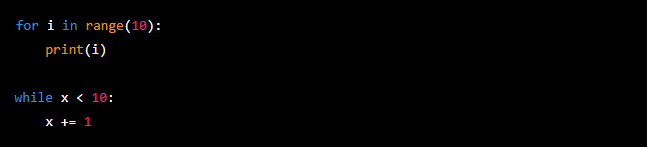 for i in range(10):
    print(i)

while x < 10:
    x += 1